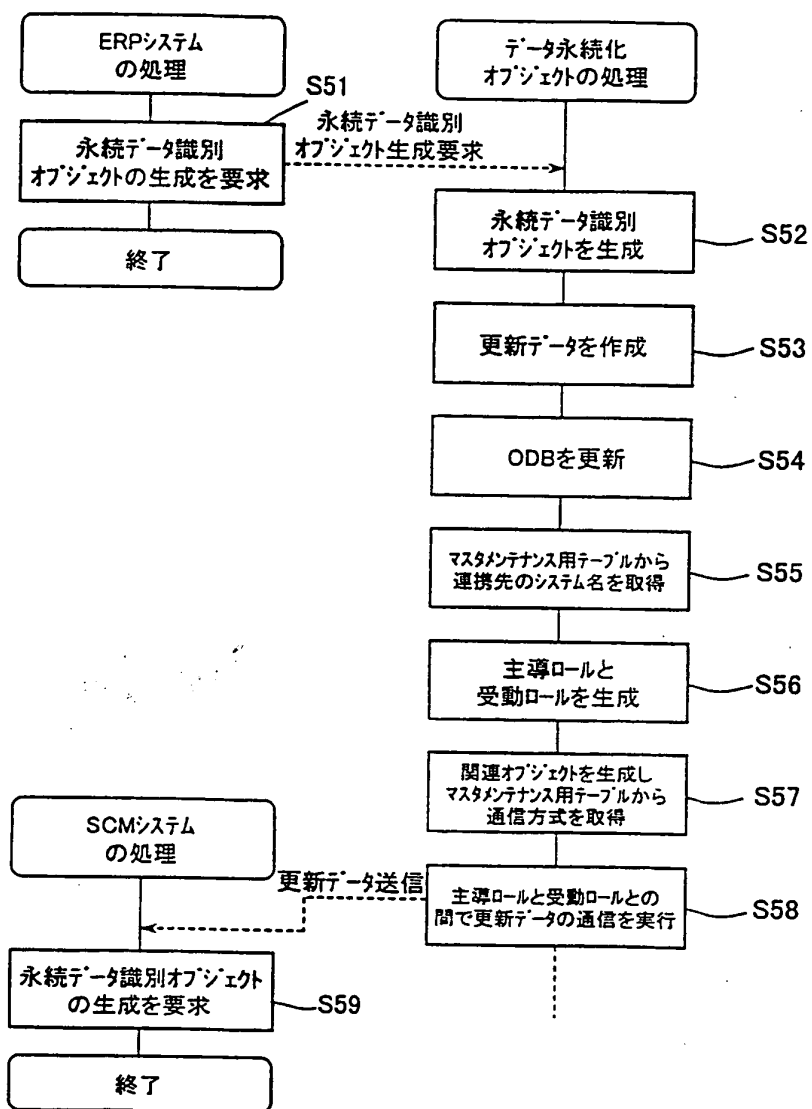 ERPシステム
の処理
S51
永続データ識別
オブジェクトの生成を要求
終了
永続データ識別
オブジェクト生成要求
データ永続化
オブジェクトの処理
永続データ識別
オブジェクトを生成
S52
更新データを作成
S53
ODBを更新
S54
マスタメンテナンス用テーブルから
連携先のシステム名を取得
S55
主導ロールと
受動ロールを生成
S56
関連オブジェクトを生成し
マスタメンテナンス用テーブルから
通信方式を取得
S57
主導ロールと受動ロールとの
間で更新データの通信を実行
S58
更新データ送信
SCMシステム
の処理
永続データ識別オブジェクト
の生成を要求
S59
終了